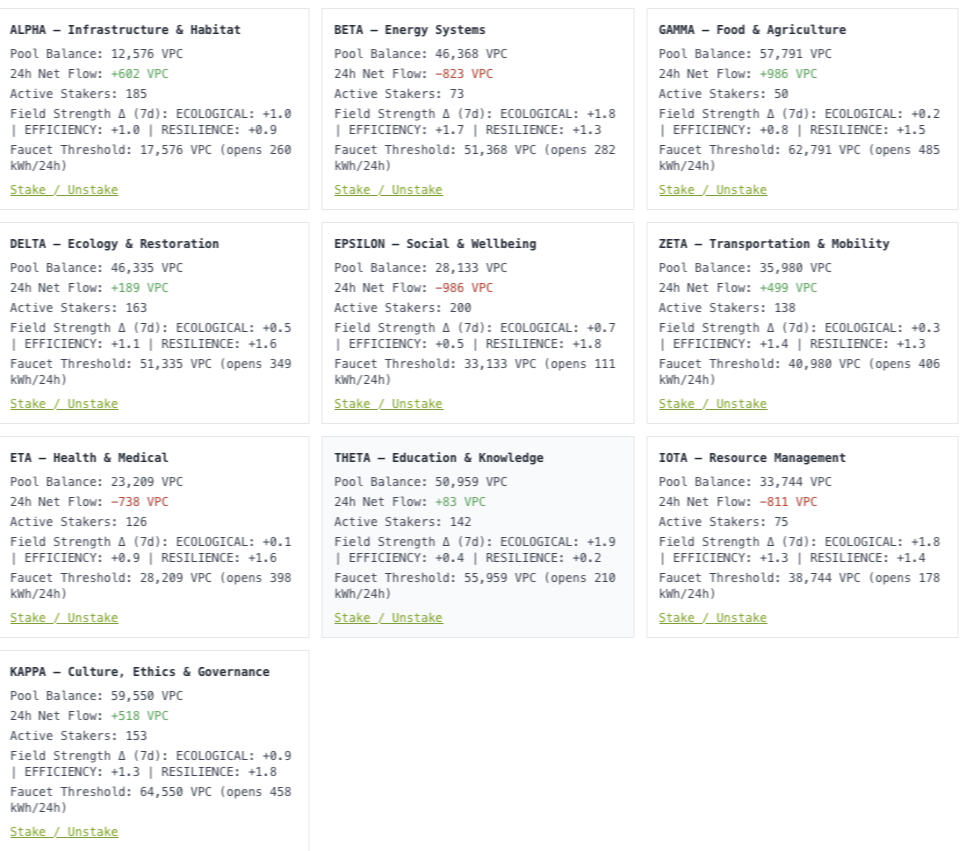 ALPHA — Infrastructure & Habitat
Pool Balance: 12,576 VPC
24h Net Flow: +602 VPC
Active Stakers: 185
Field Strength Δ (7d): ECOLOGICAL: +1.0
| EFFICIENCY: +1.0 | RESILIENCE: +0.9
Faucet Threshold: 17,576 VPC (opens 260
kWh/24h)
Stake / Unstake
BETA — Energy Systems
Pool Balance: 46,368 VPC
24h Net Flow: −823 VPC
Active Stakers: 73
Field Strength Δ (7d): ECOLOGICAL: +1.8
| EFFICIENCY: +1.7 | RESILIENCE: +1.3
Faucet Threshold: 51,368 VPC (opens 282
kWh/24h)
Stake / Unstake
GAMMA — Food & Agriculture
Pool Balance: 57,791 VPC
24h Net Flow: +986 VPC
Active Stakers: 50
Field Strength Δ (7d): ECOLOGICAL: +0.2
| EFFICIENCY: +0.8 | RESILIENCE: +1.5
Faucet Threshold: 62,791 VPC (opens 485
kWh/24h)
Stake / Unstake
DELTA — Ecology & Restoration
Pool Balance: 46,335 VPC
24h Net Flow: +189 VPC
Active Stakers: 163
Field Strength Δ (7d): ECOLOGICAL: +0.5
| EFFICIENCY: +1.1 | RESILIENCE: +1.6
Faucet Threshold: 51,335 VPC (opens 349
kWh/24h)
Stake / Unstake
EPSILON — Social & Wellbeing
Pool Balance: 28,133 VPC
24h Net Flow: −986 VPC
Active Stakers: 200
Field Strength Δ (7d): ECOLOGICAL: +0.7
| EFFICIENCY: +0.5 | RESILIENCE: +1.8
Faucet Threshold: 33,133 VPC (opens 111
kWh/24h)
Stake / Unstake
ZETA — Transportation & Mobility
Pool Balance: 35,980 VPC
24h Net Flow: +499 VPC
Active Stakers: 138
Field Strength Δ (7d): ECOLOGICAL: +0.3
| EFFICIENCY: +1.4 | RESILIENCE: +1.3
Faucet Threshold: 40,980 VPC (opens 406
kWh/24h)
Stake / Unstake
ETA — Health & Medical
Pool Balance: 23,209 VPC
24h Net Flow: −738 VPC
Active Stakers: 126
Field Strength Δ (7d): ECOLOGICAL: +0.1
| EFFICIENCY: +0.9 | RESILIENCE: +1.6
Faucet Threshold: 28,209 VPC (opens 398
kWh/24h)
Stake / Unstake
THETA — Education & Knowledge
Pool Balance: 50,959 VPC
24h Net Flow: +83 VPC
Active Stakers: 142
Field Strength Δ (7d): ECOLOGICAL: +1.9
| EFFICIENCY: +0.4 | RESILIENCE: +0.2
Faucet Threshold: 55,959 VPC (opens 210
kWh/24h)
Stake / Unstake
IOTA — Resource Management
Pool Balance: 33,744 VPC
24h Net Flow: −811 VPC
Active Stakers: 75
Field Strength Δ (7d): ECOLOGICAL: +1.8
| EFFICIENCY: +1.3 | RESILIENCE: +1.4
Faucet Threshold: 38,744 VPC (opens 178
kWh/24h)
Stake / Unstake
KAPPA — Culture, Ethics & Governance
Pool Balance: 59,550 VPC
24h Net Flow: +518 VPC
Active Stakers: 153
Field Strength Δ (7d): ECOLOGICAL: +0.9
| EFFICIENCY: +1.3 | RESILIENCE: +1.8
Faucet Threshold: 64,550 VPC (opens 458
kWh/24h)
Stake / Unstake